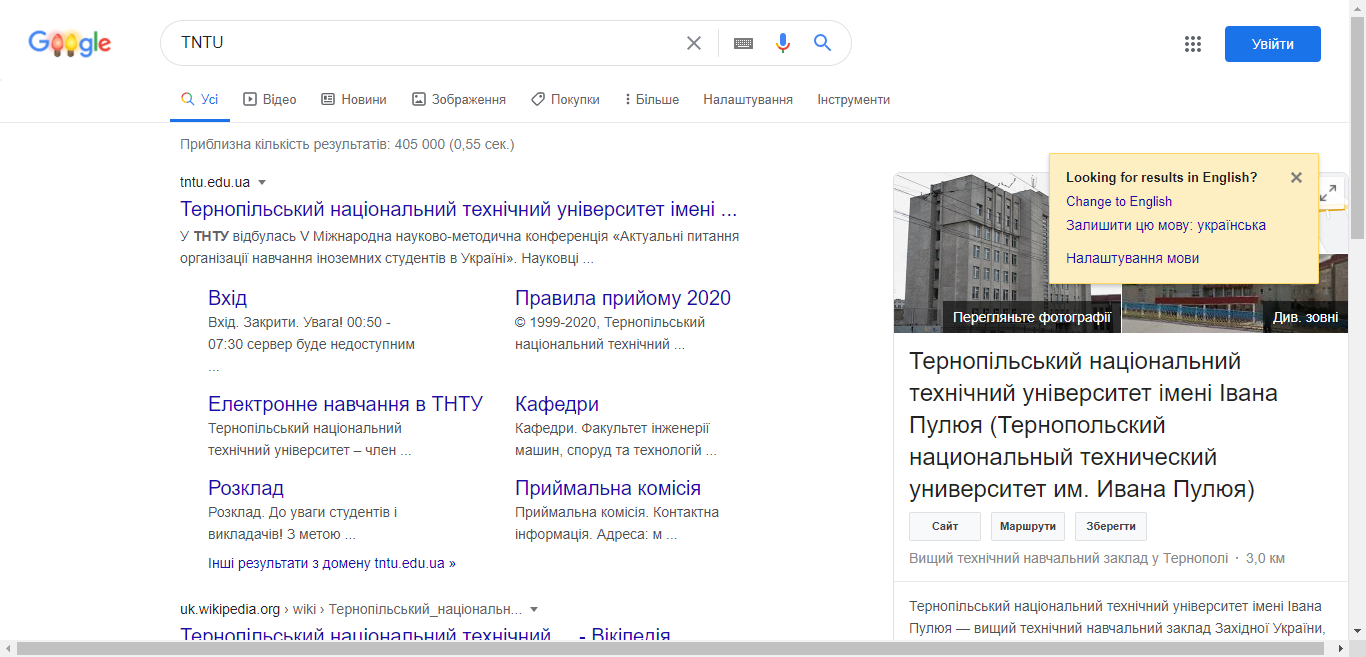 Google
TNTU
Увійти
Усі
Відео
Новини
Зображення
Покупки
Більше
Налаштування
Інструменти
Приблизна кількість результатів: 405 000 (0,55 сек.)
tntu.edu.ua
Тернопільський національний технічний університет імені ...
У ТНТУ відбулась V Міжнародна науково-методична конференція «Актуальні питання
організації навчання іноземних студентів в Україні». Науковці ...
Вхід
Вхід. Закрити. Увага! 00:50 -
07:30 сервер буде недоступним
...
Правила прийому 2020
© 1999-2020, Тернопільський
національний технічний ...
Електронне навчання в ТНТУ
Тернопільський національний
технічний університет – член ...
Кафедри
Кафедри. Факультет інженерії
машин, споруд та технологій ...
Розклад
Розклад. До уваги студентів і
викладачів! З метою ...
Приймальна комісія
Приймальна комісія. Контактна
інформація. Адреса: м ...
Інші результати з домену tntu.edu.ua »
uk.wikipedia.org › wiki › Тернопільський_національн...
Тернопільський національний технічний ... - Вікіпедія
Looking for results in English?
Change to English
Залишити цю мову: українська
Налаштування мови
Перегляньте фотографії
Див. зовні
Тернопільський національний
технічний університет імені Івана
Пулюя (Тернопольский
национальный технический
университет им. Ивана Пулюя)
Сайт
Маршрути
Зберегти
Вищий технічний навчальний заклад у Тернополі · 3,0 км
Тернопільський національний технічний університет імені Івана
Пулюя — вищий технічний навчальний заклад Західної України,